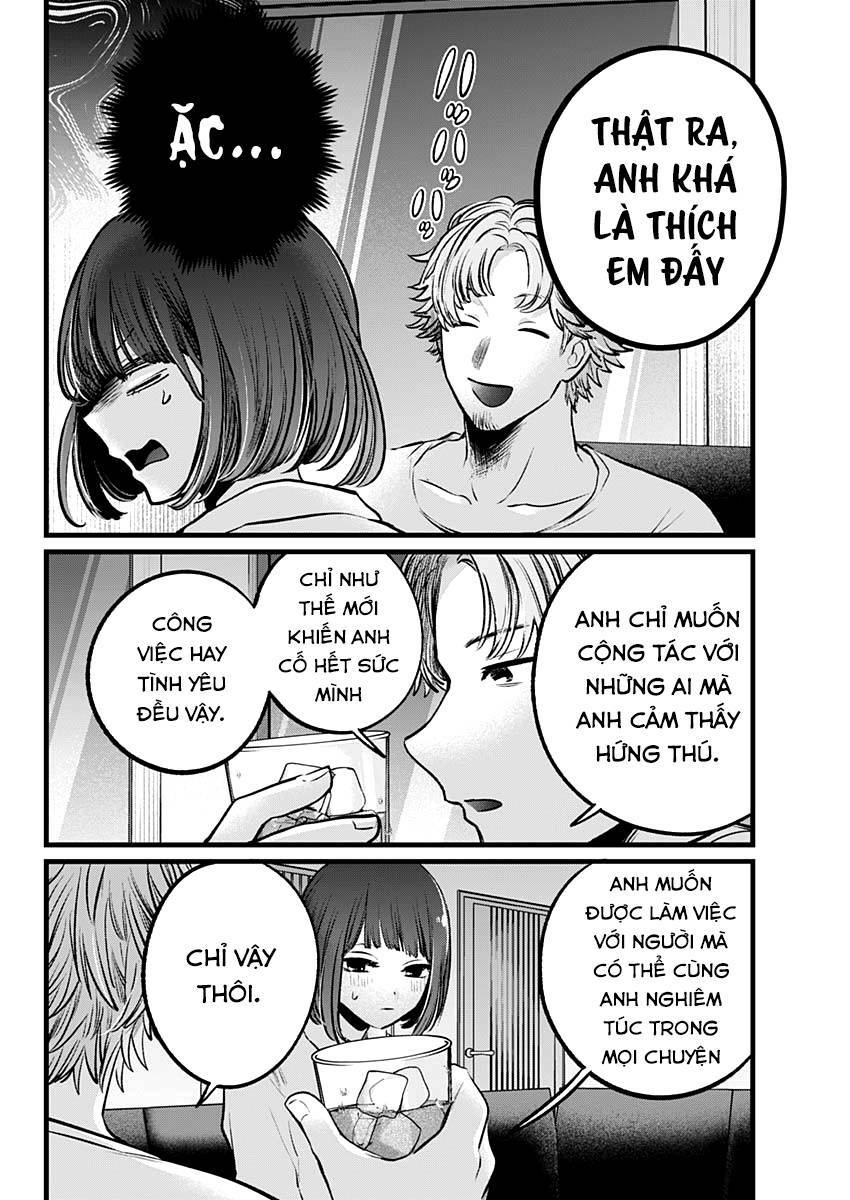 THẬT RA,
ANH KHÁ
LÀ THÍCH
EM ĐẤY
ẶC...
ANH CHỈ MUỐN
CỘNG TÁC VỚI
NHỮNG AI MÀ
ANH CẢM THẤY
HỨNG THÚ.
CHỈ NHƯ
THẾ MỚI
KHIẾN ANH
CỐ HẾT SỨC
MÌNH
CÔNG
VIỆC HAY
TÌNH YÊU
ĐỀU VẬY.
ANH MUỐN
ĐƯỢC LÀM VIỆC
VỚI NGƯỜI MÀ
CÓ THỂ CÙNG
ANH NGHIÊM
TÚC TRONG
MỌI CHUYỆN
CHỈ VẬY
THÔI.